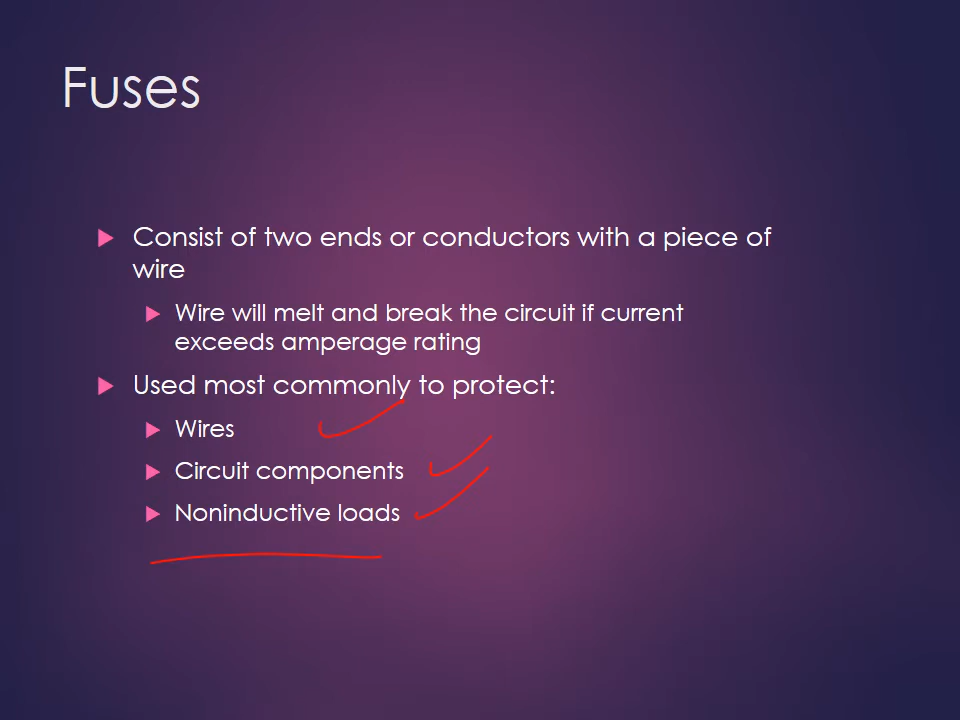 Fuses
Consist of two ends or conductors with a piece of
wire
Wire will melt and break the circuit if current
exceeds amperage rating
Used most commonly to protect:
Wires
Circuit components
Noninductive loads